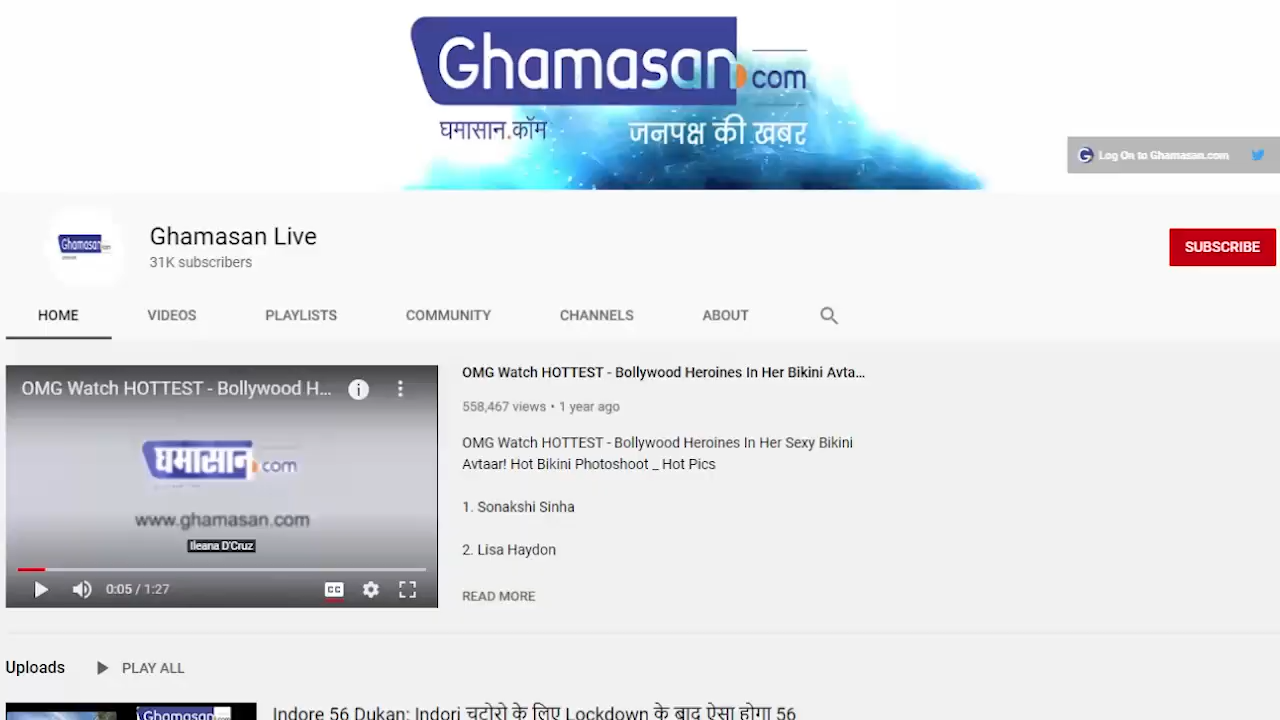 Ghamasan.com
घमासान.कॉम
जनपक्ष की खबर
Log On to Ghamasan.com
Ghamasan.com
Ghamasan Live
31K subscribers
SUBSCRIBE
HOME VIDEOS PLAYLISTS COMMUNITY CHANNELS ABOUT
OMG Watch HOTTEST - Bollywood H...
घमासान.com
www.ghamasan.com
Ileana D'Cruz
0:05 / 1:27
CC
OMG Watch HOTTEST - Bollywood Heroines In Her Bikini Avta...
558,467 views • 1 year ago
OMG Watch HOTTEST - Bollywood Heroines In Her Sexy Bikini
Avtaar! Hot Bikini Photoshoot _ Hot Pics
1. Sonakshi Sinha
2. Lisa Haydon
READ MORE
Uploads PLAY ALL
Ghamasan
Indore 56 Dukan: Indori चटोरो के लिए Lockdown के बाद ऐसा होगा 56